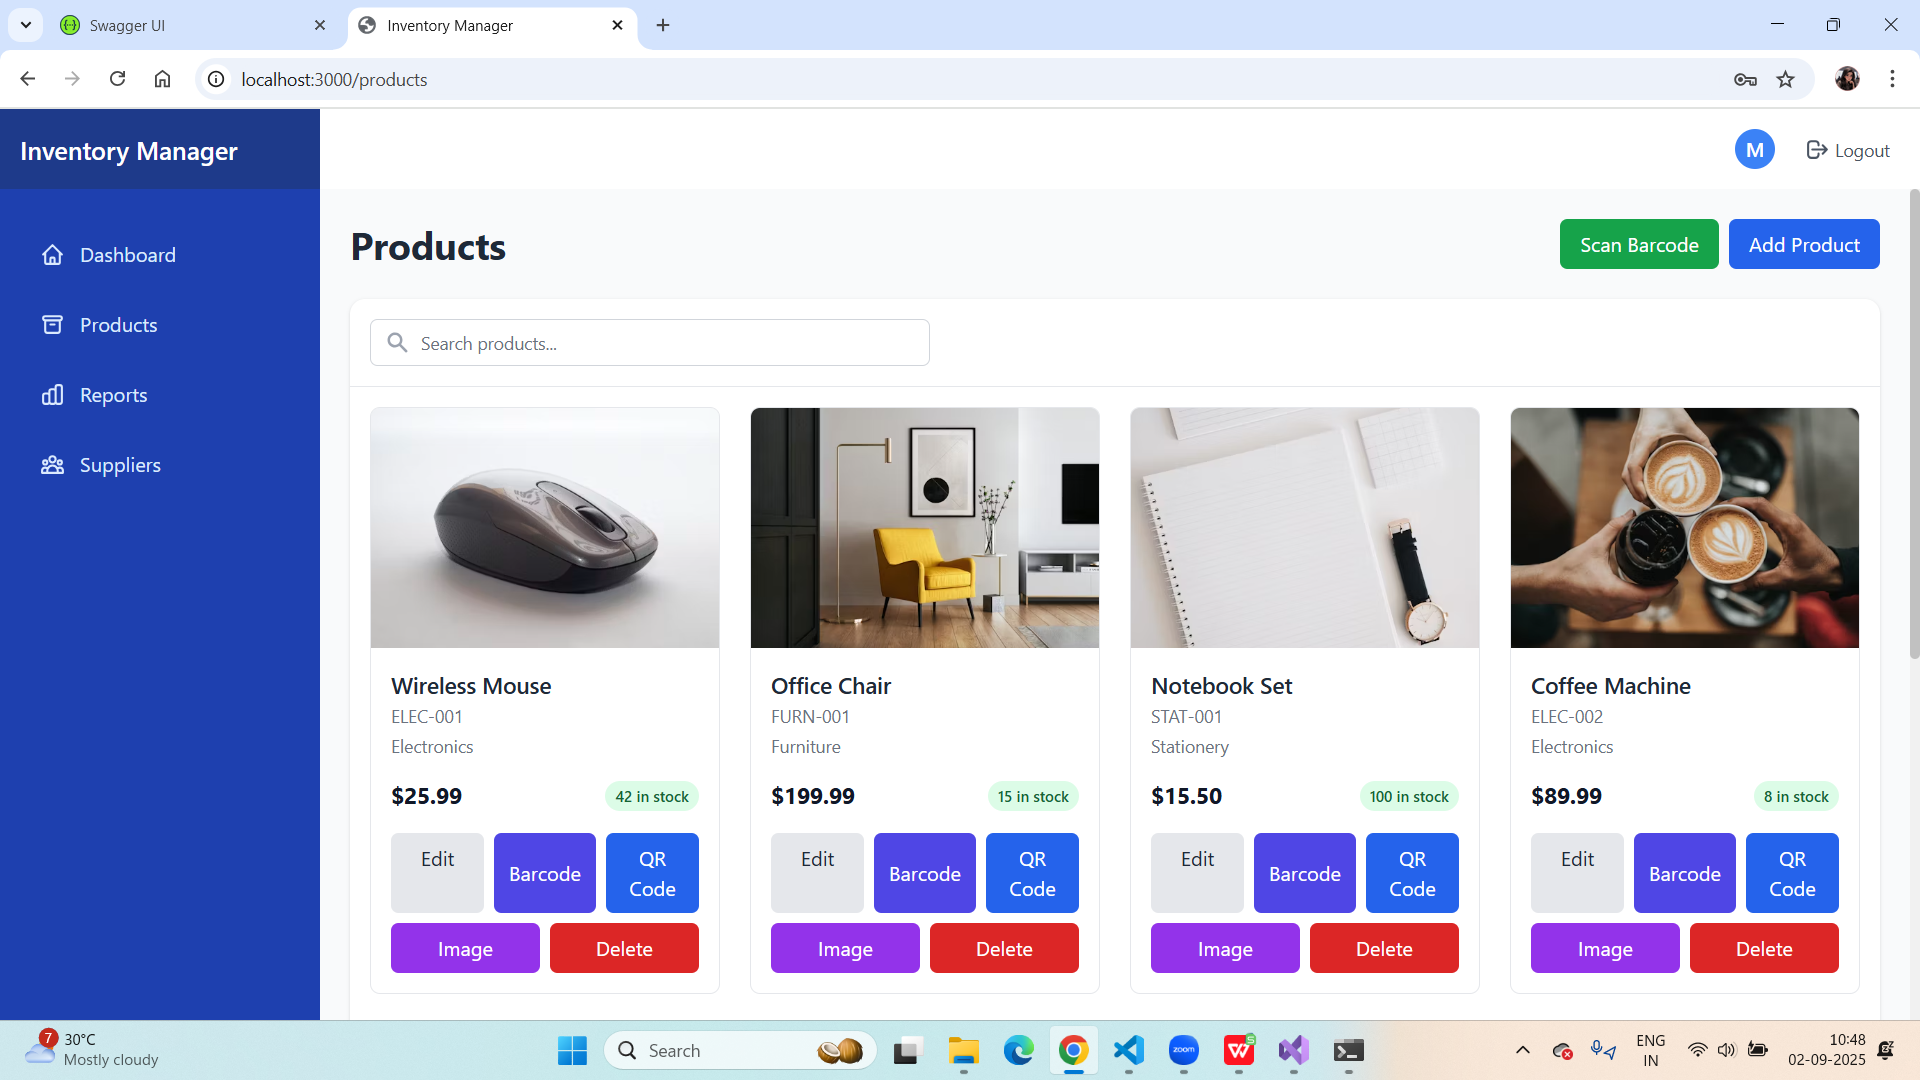 Swagger UI
Inventory Manager
localhost:3000/products
Inventory Manager
M
Logout
Dashboard
Products
Reports
Suppliers
Products
Scan Barcode
Add Product
Search products...
Wireless Mouse
ELEC-001
Electronics
$25.99
42 in stock
Edit
Barcode
QR
Code
Image
Delete
Office Chair
FURN-001
Furniture
$199.99
15 in stock
Edit
Barcode
QR
Code
Image
Delete
Notebook Set
STAT-001
Stationery
$15.50
100 in stock
Edit
Barcode
QR
Code
Image
Delete
Coffee Machine
ELEC-002
Electronics
$89.99
8 in stock
Edit
Barcode
QR
Code
Image
Delete
7
30°C
Mostly cloudy
Search
zoom
W
S
ENG
IN
10:48
02-09-2025